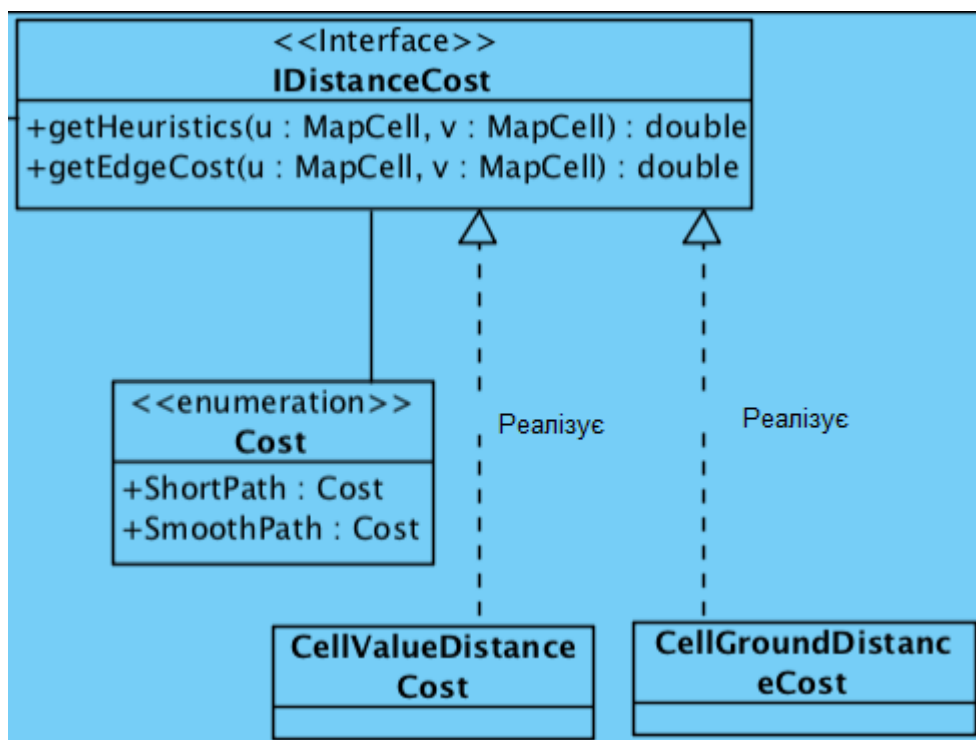 <<Interface>>
IDistanceCost
+getHeuristics(u : MapCell, v : MapCell) : double
+getEdgeCost(u : MapCell, v : MapCell) : double
<<enumeration>>
Cost
+ShortPath : Cost
+SmoothPath : Cost
Реалізує
Реалізує
CellValueDistance
Cost
CellGroundDistanc
eCost